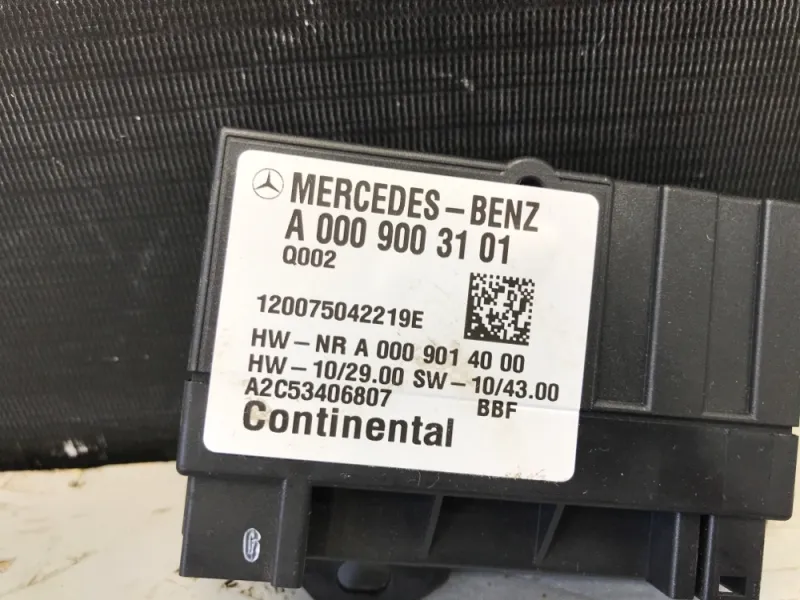 MERCEDES-BENZ
A 000 900 31 01
Q002
120075042219E
HW-NR A 000 901 40 00
HW-10/29.00 SW-10/43.00
A2C53406807 BBF
Continental